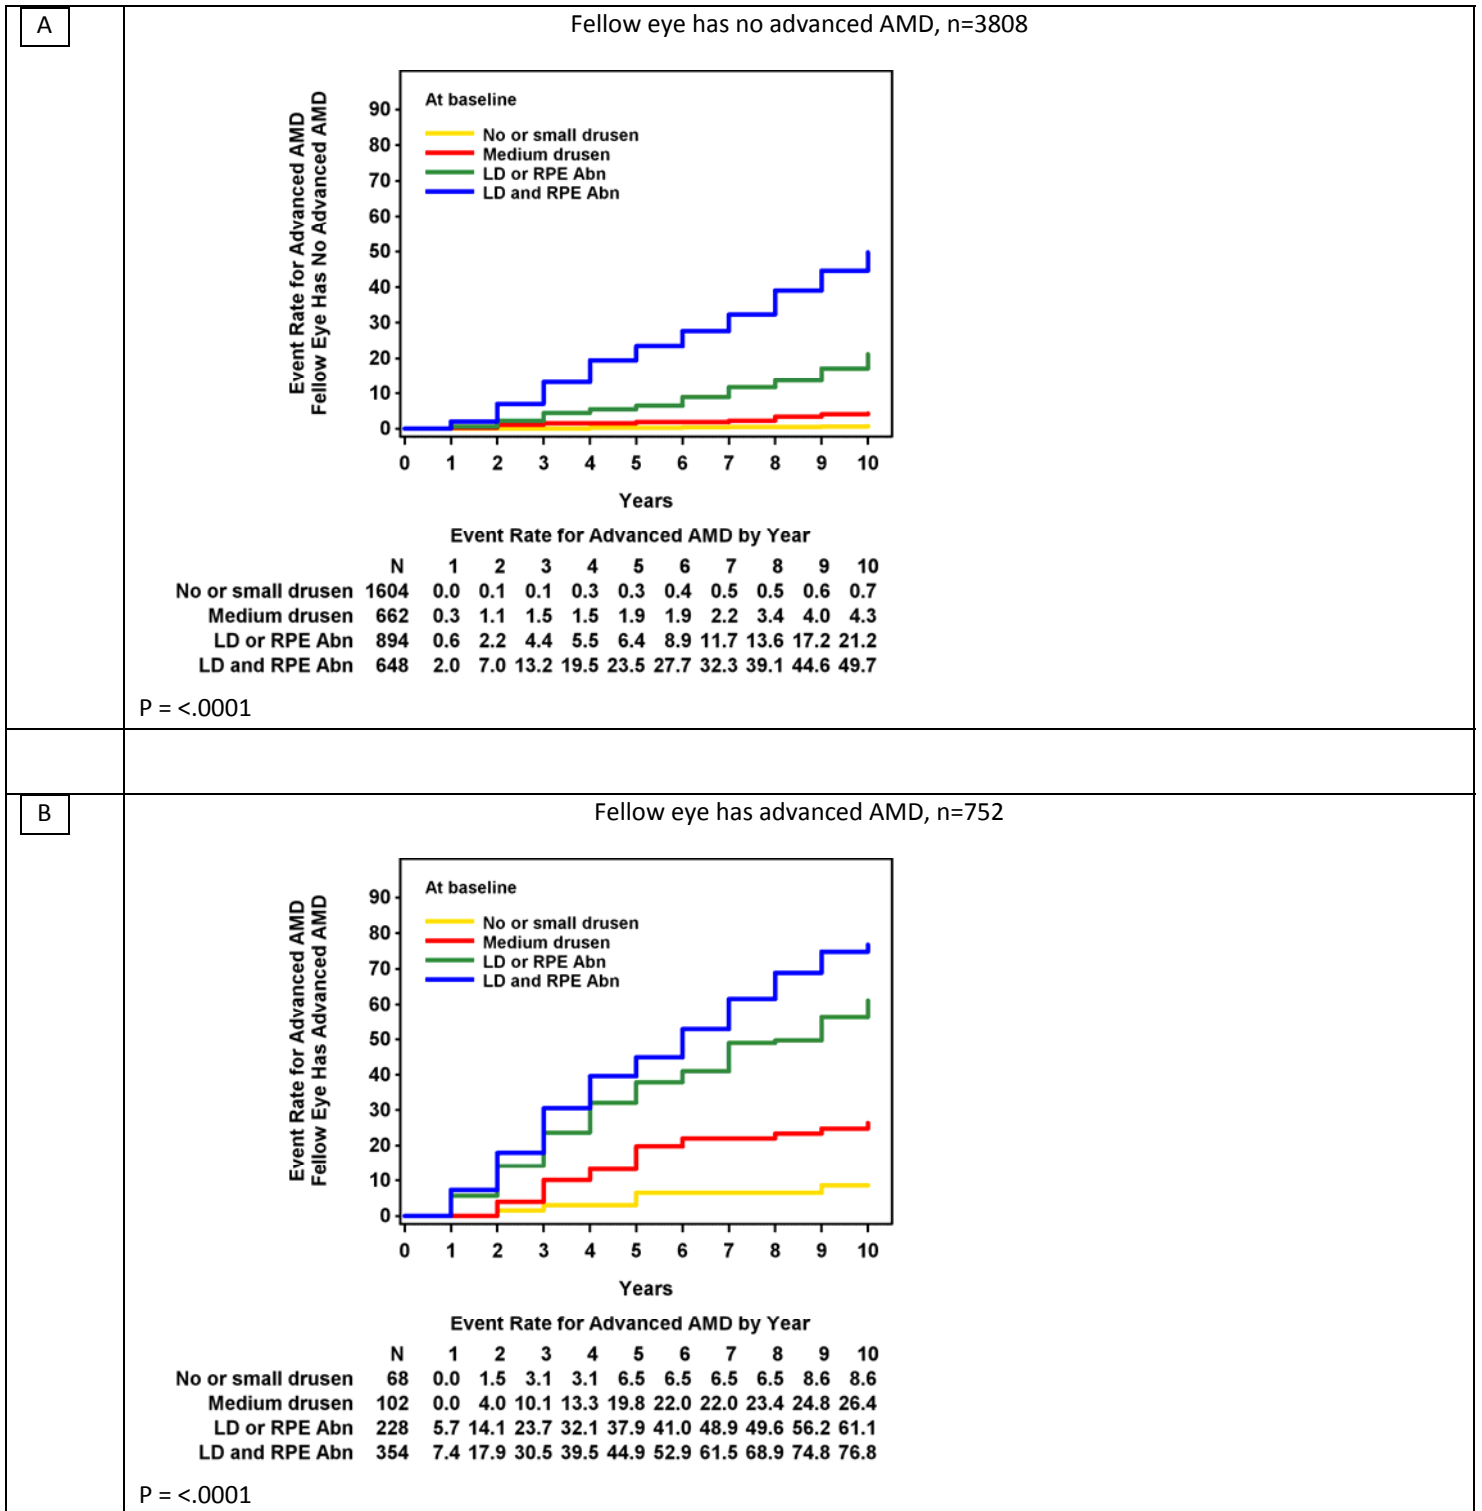 A
Fellow eye has no advanced AMD, n=3808
Event Rate for Advanced AMD
Fellow Eye Has No Advanced AMD
At baseline
No or small drusen
Medium drusen
LD or RPE Abn
LD and RPE Abn
90
80
70
60
50
40
30
20
10
0
0 1 2 3 4 5 6 7 8 9 10
Years
Event Rate for Advanced AMD by Year
N 1 2 3 4 5 6 7 8 9 10
No or small drusen 1604 0.0 0.1 0.1 0.3 0.3 0.4 0.5 0.5 0.6 0.7
Medium drusen 662 0.3 1.1 1.5 1.5 1.9 1.9 2.2 3.4 4.0 4.3
LD or RPE Abn 894 0.6 2.2 4.4 5.5 6.4 8.9 11.7 13.6 17.2 21.2
LD and RPE Abn 648 2.0 7.0 13.2 19.5 23.5 27.7 32.3 39.1 44.6 49.7
P = <.0001
B
Fellow eye has advanced AMD, n=752
Event Rate for Advanced AMD
Fellow Eye Has Advanced AMD
At baseline
No or small drusen
Medium drusen
LD or RPE Abn
LD and RPE Abn
90
80
70
60
50
40
30
20
10
0
0 1 2 3 4 5 6 7 8 9 10
Years
Event Rate for Advanced AMD by Year
N 1 2 3 4 5 6 7 8 9 10
No or small drusen 68 0.0 1.5 3.1 3.1 6.5 6.5 6.5 6.5 8.6 8.6
Medium drusen 102 0.0 4.0 10.1 13.3 19.8 22.0 22.0 23.4 24.8 26.4
LD or RPE Abn 228 5.7 14.1 23.7 32.1 37.9 41.0 48.9 49.6 56.2 61.1
LD and RPE Abn 354 7.4 17.9 30.5 39.5 44.9 52.9 61.5 68.9 74.8 76.8
P = <.0001